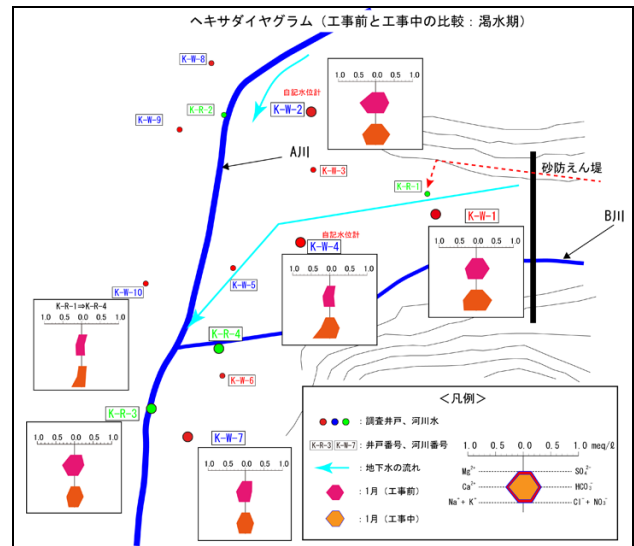 ヘキサダイヤグラム（工事前と工事中の比較：渇水期）
K-W-8
1.0 0.5 0.0 0.5 1.0
自記水位計
K-R-2
K-W-2
K-W-9
A川
砂防えん堤
K-W-3
K-R-1
B川
K-W-1
自記水位計
K-W-4
1.0 0.5 0.0 0.5 1.0
K-W-5
1.0 0.5 0.0 0.5 1.0
K-W-10
K-R-1⇒K-R-4
1.0 0.5 0.0 0.5 1.0
K-R-4
K-W-6
K-R-3
K-W-7
1.0 0.5 0.0 0.5 1.0
1.0 0.5 0.0 0.5 1.0
＜凡例＞
：調査井戸、河川水
K-R-3 K-W-7 ：井戸番号、河川番号
：地下水の流れ
：1月（工事前）
：1月（工事中）
1.0 0.5 0.0 0.5 1.0 meq/ℓ
Mg²⁺ SO₄²⁻
Ca²⁺ HCO₃⁻
Na⁺+ K⁺ Cl⁻+ NO₃⁻